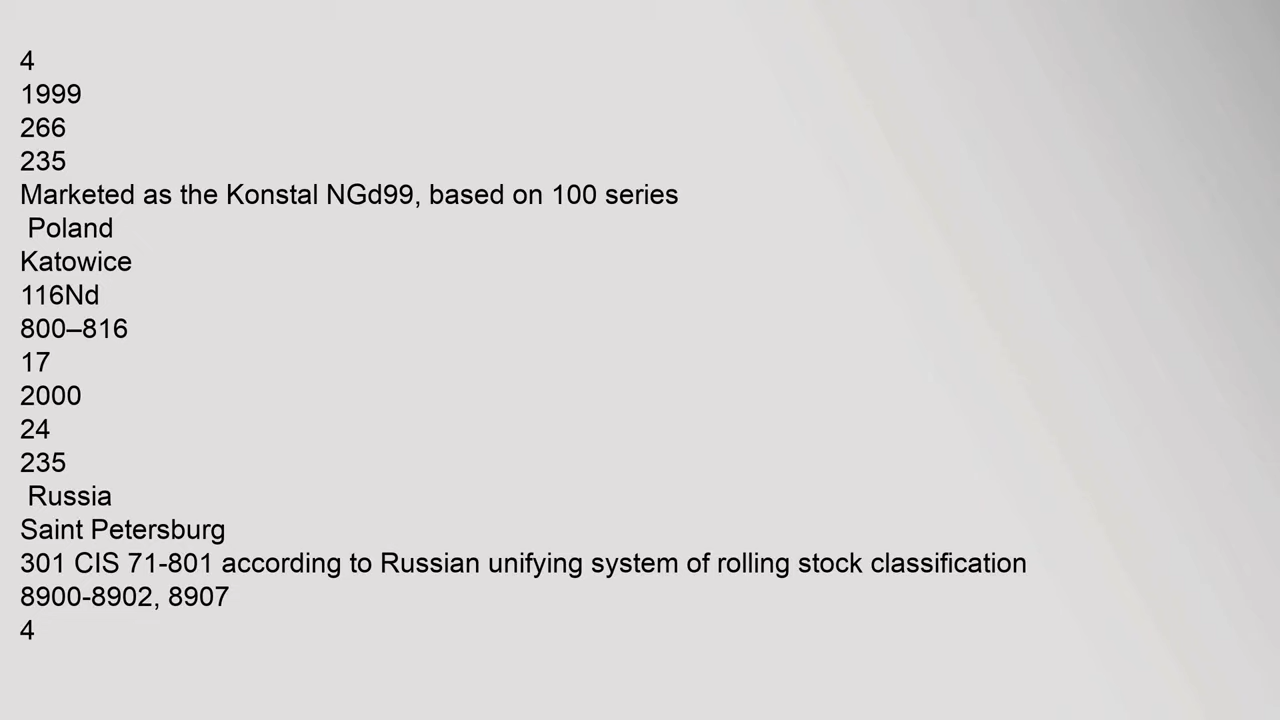 4
1999
266
235
Marketed as the Konstal NGd99, based on 100 series
Poland
Katowice
116Nd
800–816
17
2000
24
235
Russia
Saint Petersburg
301 CIS 71-801 according to Russian unifying system of rolling stock classification
8900-8902, 8907
4